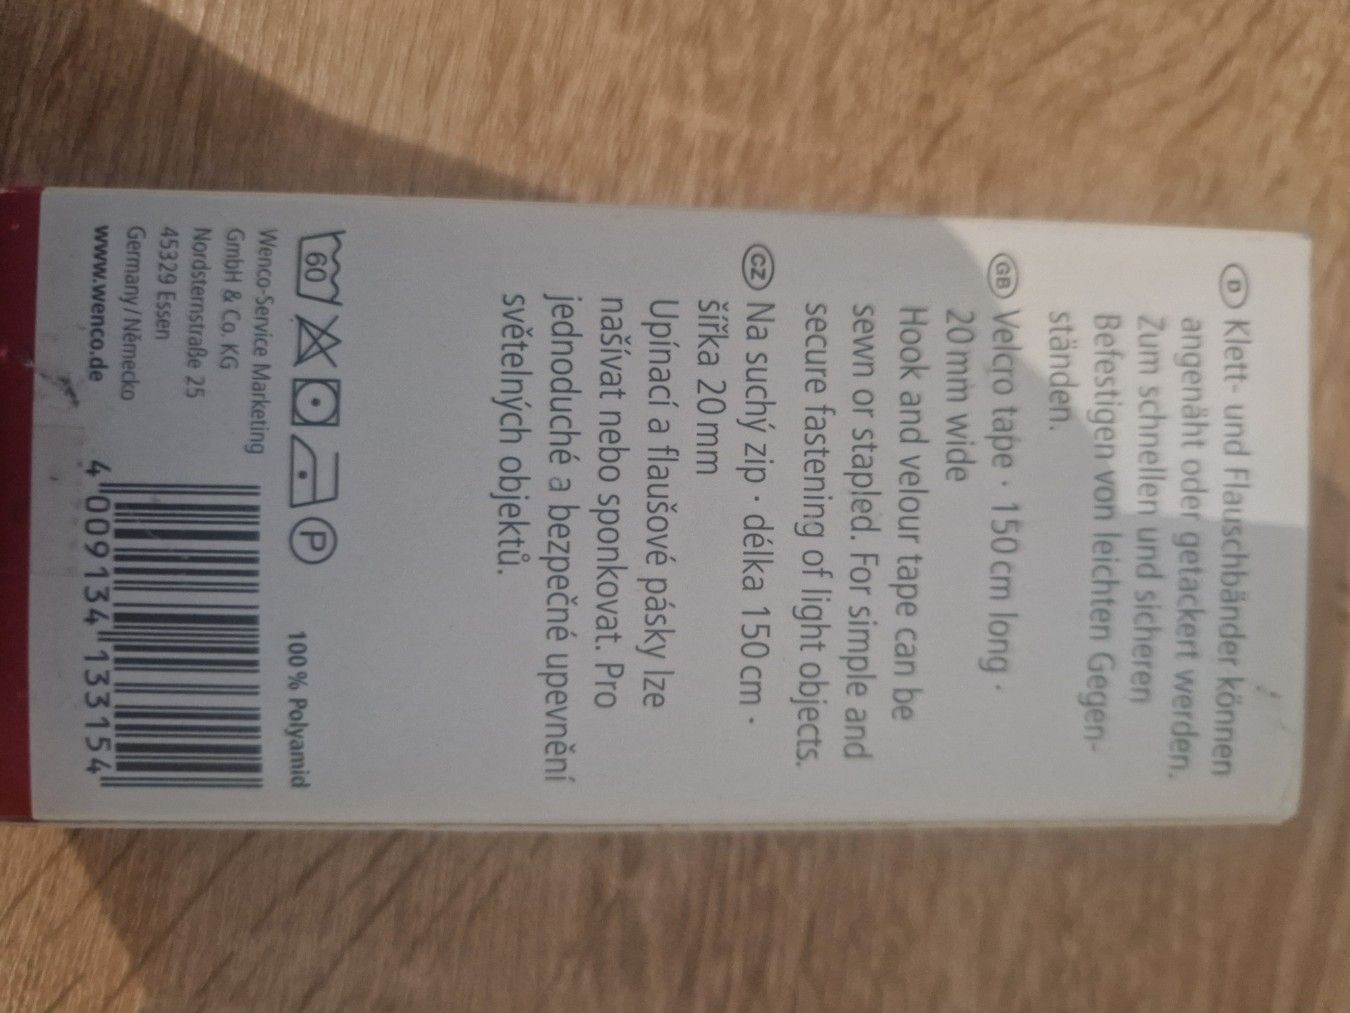 D Klett- und Flauschbänder können
angenäht oder getackert werden.
Zum schnellen und sicheren
Befestigen von leichten Gegen-
ständen.
GB Velcro tape · 150 cm long ·
20 mm wide
Hook and velour tape can be
sewn or stapled. For simple and
secure fastening of light objects.
CZ Na suchý zip · délka 150 cm ·
šířka 20 mm
Upínací a flaušové pásky lze
našívat nebo sponkovat. Pro
jednoduché a bezpečné upevnění
světelných objektů.
60 P
100 % Polyamid
Wenco-Service Marketing
GmbH & Co. KG
Nordsternstraße 25
45329 Essen
Germany / Německo
www.wenco.de
4 009134 133154